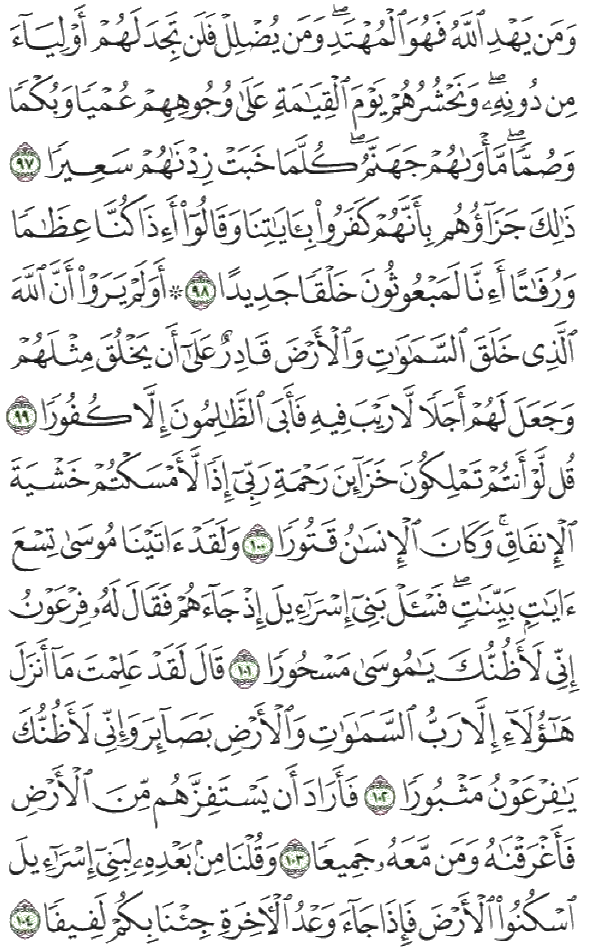 وَمَن يَهْدِ ٱللَّهُ فَهُوَ ٱلْمُهْتَدِ ۖ وَمَن يُضْلِلْ فَلَن تَجِدَ لَهُمْ أَوْلِيَآءَ
مِن دُونِهِۦ ۖ وَنَحْشُرُهُمْ يَوْمَ ٱلْقِيَٰمَةِ عَلَىٰ وُجُوهِهِمْ عُمْيًا وَبُكْمًا
وَصُمًّا ۖ مَّأْوَىٰهُمْ جَهَنَّمُ ۖ كُلَّمَا خَبَتْ زِدْنَٰهُمْ سَعِيرًا ٩٧
ذَٰلِكَ جَزَآؤُهُم بِأَنَّهُمْ كَفَرُوا۟ بِـَٔايَٰتِنَا وَقَالُوٓا۟ أَءِذَا كُنَّا عِظَٰمًا
وَرُفَٰتًا أَءِنَّا لَمَبْعُوثُونَ خَلْقًا جَدِيدًا ٩٨ ۞ أَوَلَمْ يَرَوْا۟ أَنَّ ٱللَّهَ
ٱلَّذِى خَلَقَ ٱلسَّمَٰوَٰتِ وَٱلْأَرْضَ قَادِرٌ عَلَىٰٓ أَن يَخْلُقَ مِثْلَهُمْ
وَجَعَلَ لَهُمْ أَجَلًا لَّا رَيْبَ فِيهِ فَأَبَى ٱلظَّٰلِمُونَ إِلَّا كُفُورًا ٩٩
قُل لَّوْ أَنتُمْ تَمْلِكُونَ خَزَآئِنَ رَحْمَةِ رَبِّىٓ إِذًا لَّأَمْسَكْتُمْ خَشْيَةَ
ٱلْإِنفَاقِ ۚ وَكَانَ ٱلْإِنسَٰنُ قَتُورًا ١٠٠ وَلَقَدْ ءَاتَيْنَا مُوسَىٰ تِسْعَ
ءَايَٰتٍۭ بَيِّنَٰتٍ ۖ فَسْـَٔلْ بَنِىٓ إِسْرَٰٓءِيلَ إِذْ جَآءَهُمْ فَقَالَ لَهُۥ فِرْعَوْنُ
إِنِّى لَأَظُنُّكَ يَٰمُوسَىٰ مَسْحُورًا ١٠١ قَالَ لَقَدْ عَلِمْتَ مَآ أَنزَلَ
هَٰٓؤُلَآءِ إِلَّا رَبُّ ٱلسَّمَٰوَٰتِ وَٱلْأَرْضِ بَصَآئِرَ وَإِنِّى لَأَظُنُّكَ
يَٰفِرْعَوْنُ مَثْبُورًا ١٠٢ فَأَرَادَ أَن يَسْتَفِزَّهُم مِّنَ ٱلْأَرْضِ
فَأَغْرَقْنَٰهُ وَمَن مَّعَهُۥ جَمِيعًا ١٠٣ وَقُلْنَا مِنۢ بَعْدِهِۦ لِبَنِىٓ إِسْرَٰٓءِيلَ
ٱسْكُنُوا۟ ٱلْأَرْضَ فَإِذَا جَآءَ وَعْدُ ٱلْءَاخِرَةِ جِئْنَا بِكُمْ لَفِيفًا ١٠٤